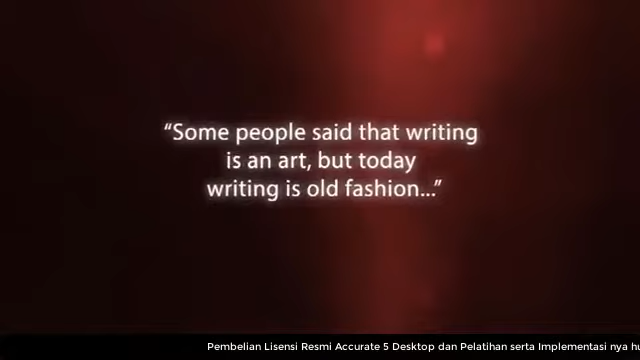 “Some people said that writing
is an art, but today
writing is old fashion...”
Pembelian Lisensi Resmi Accurate 5 Desktop dan Pelatihan serta Implementasi nya